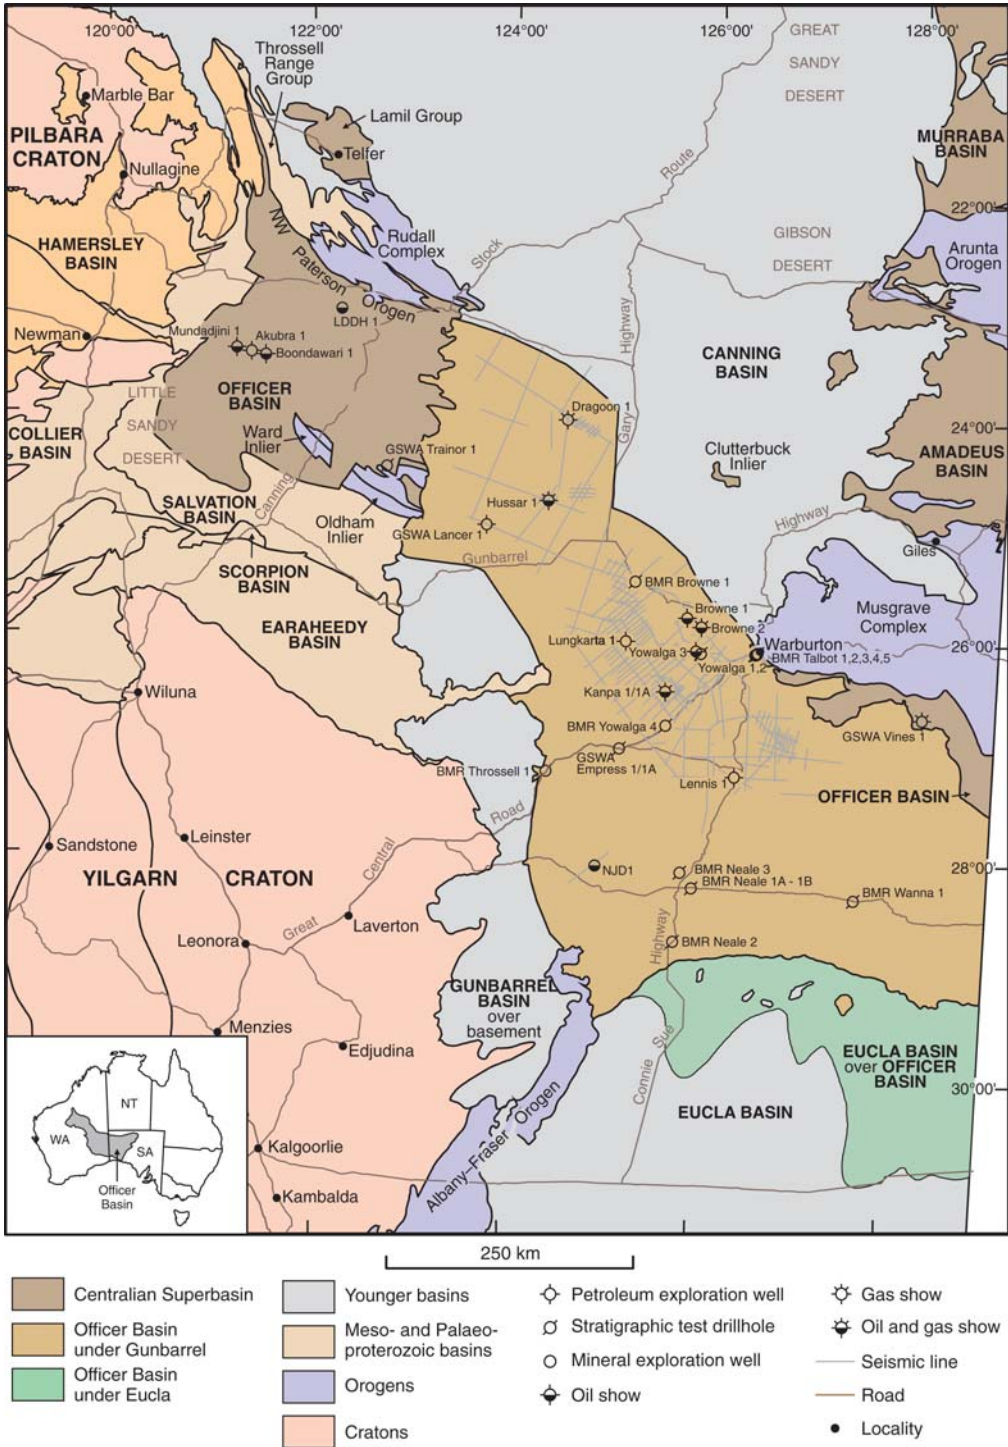 120°00'
122°00'
124°00'
126°00'
128°00'
Throssell
Range
Group
GREAT
SANDY
DESERT
Marble Bar
Lamil Group
PILBARA
CRATON
Telfer
MURRABA
BASIN
Nullagine
Route
22°00'
HAMERSLEY
BASIN
NW
Paterson
Orogen
Rudall
Complex
Stock
GIBSON
DESERT
Arunta
Orogen
LDDH 1
Newman
Mundadjini 1
Akubra 1
Boondawari 1
Highway
CANNING
BASIN
OFFICER
BASIN
LITTLE
SANDY
DESERT
Dragoon 1
Gary
24°00'
COLLIER
BASIN
Ward
Inlier
GSWA Trainor 1
Clutterbuck
Inlier
AMADEUS
BASIN
SALVATION
BASIN
Canning
Hussar 1
Oldham
Inlier
GSWA Lancer 1
Highway
Giles
SCORPION
BASIN
Gunbarrel
BMR Browne 1
EARAHEEDY
BASIN
Browne 1
Browne 2
Musgrave
Complex
Lungkarta 1
Yowalga 3
Yowalga 1,2
Warburton
BMR Talbot 1,2,3,4,5
26°00'
Wiluna
Kanpa 1/1A
BMR Yowalga 4
GSWA Vines 1
GSWA
Empress 1/1A
BMR Throssell 1
Lennis 1
OFFICER BASIN
Road
Leinster
Sandstone
Central
NJD1
BMR Neale 3
BMR Neale 1A - 1B
28°00'
YILGARN CRATON
BMR Wanna 1
Laverton
Great
Leonora
Highway
BMR Neale 2
GUNBARREL
BASIN
over
basement
Menzies
Edjudina
Sue
Connie
EUCLA BASIN
over OFFICER
BASIN
30°00'
EUCLA BASIN
Albany–Fraser Orogen
Kalgoorlie
Kambalda
NT
WA
SA
Officer
Basin
250 km
Centralian Superbasin
Officer Basin
under Gunbarrel
Officer Basin
under Eucla
Younger basins
Meso- and Palaeo-
proterozoic basins
Orogens
Cratons
Petroleum exploration well
Stratigraphic test drillhole
Mineral exploration well
Oil show
Gas show
Oil and gas show
Seismic line
Road
Locality